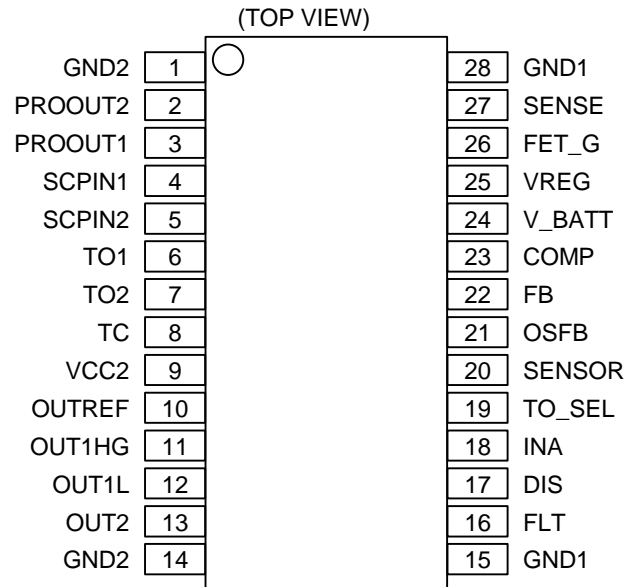 (TOP VIEW)
GND2 1 28 GND1
PROOUT2 2 27 SENSE
PROOUT1 3 26 FET_G
SCPIN1 4 25 VREG
SCPIN2 5 24 V_BATT
TO1 6 23 COMP
TO2 7 22 FB
TC 8 21 OSFB
VCC2 9 20 SENSOR
OUTREF 10 19 TO_SEL
OUT1HG 11 18 INA
OUT1L 12 17 DIS
OUT2 13 16 FLT
GND2 14 15 GND1